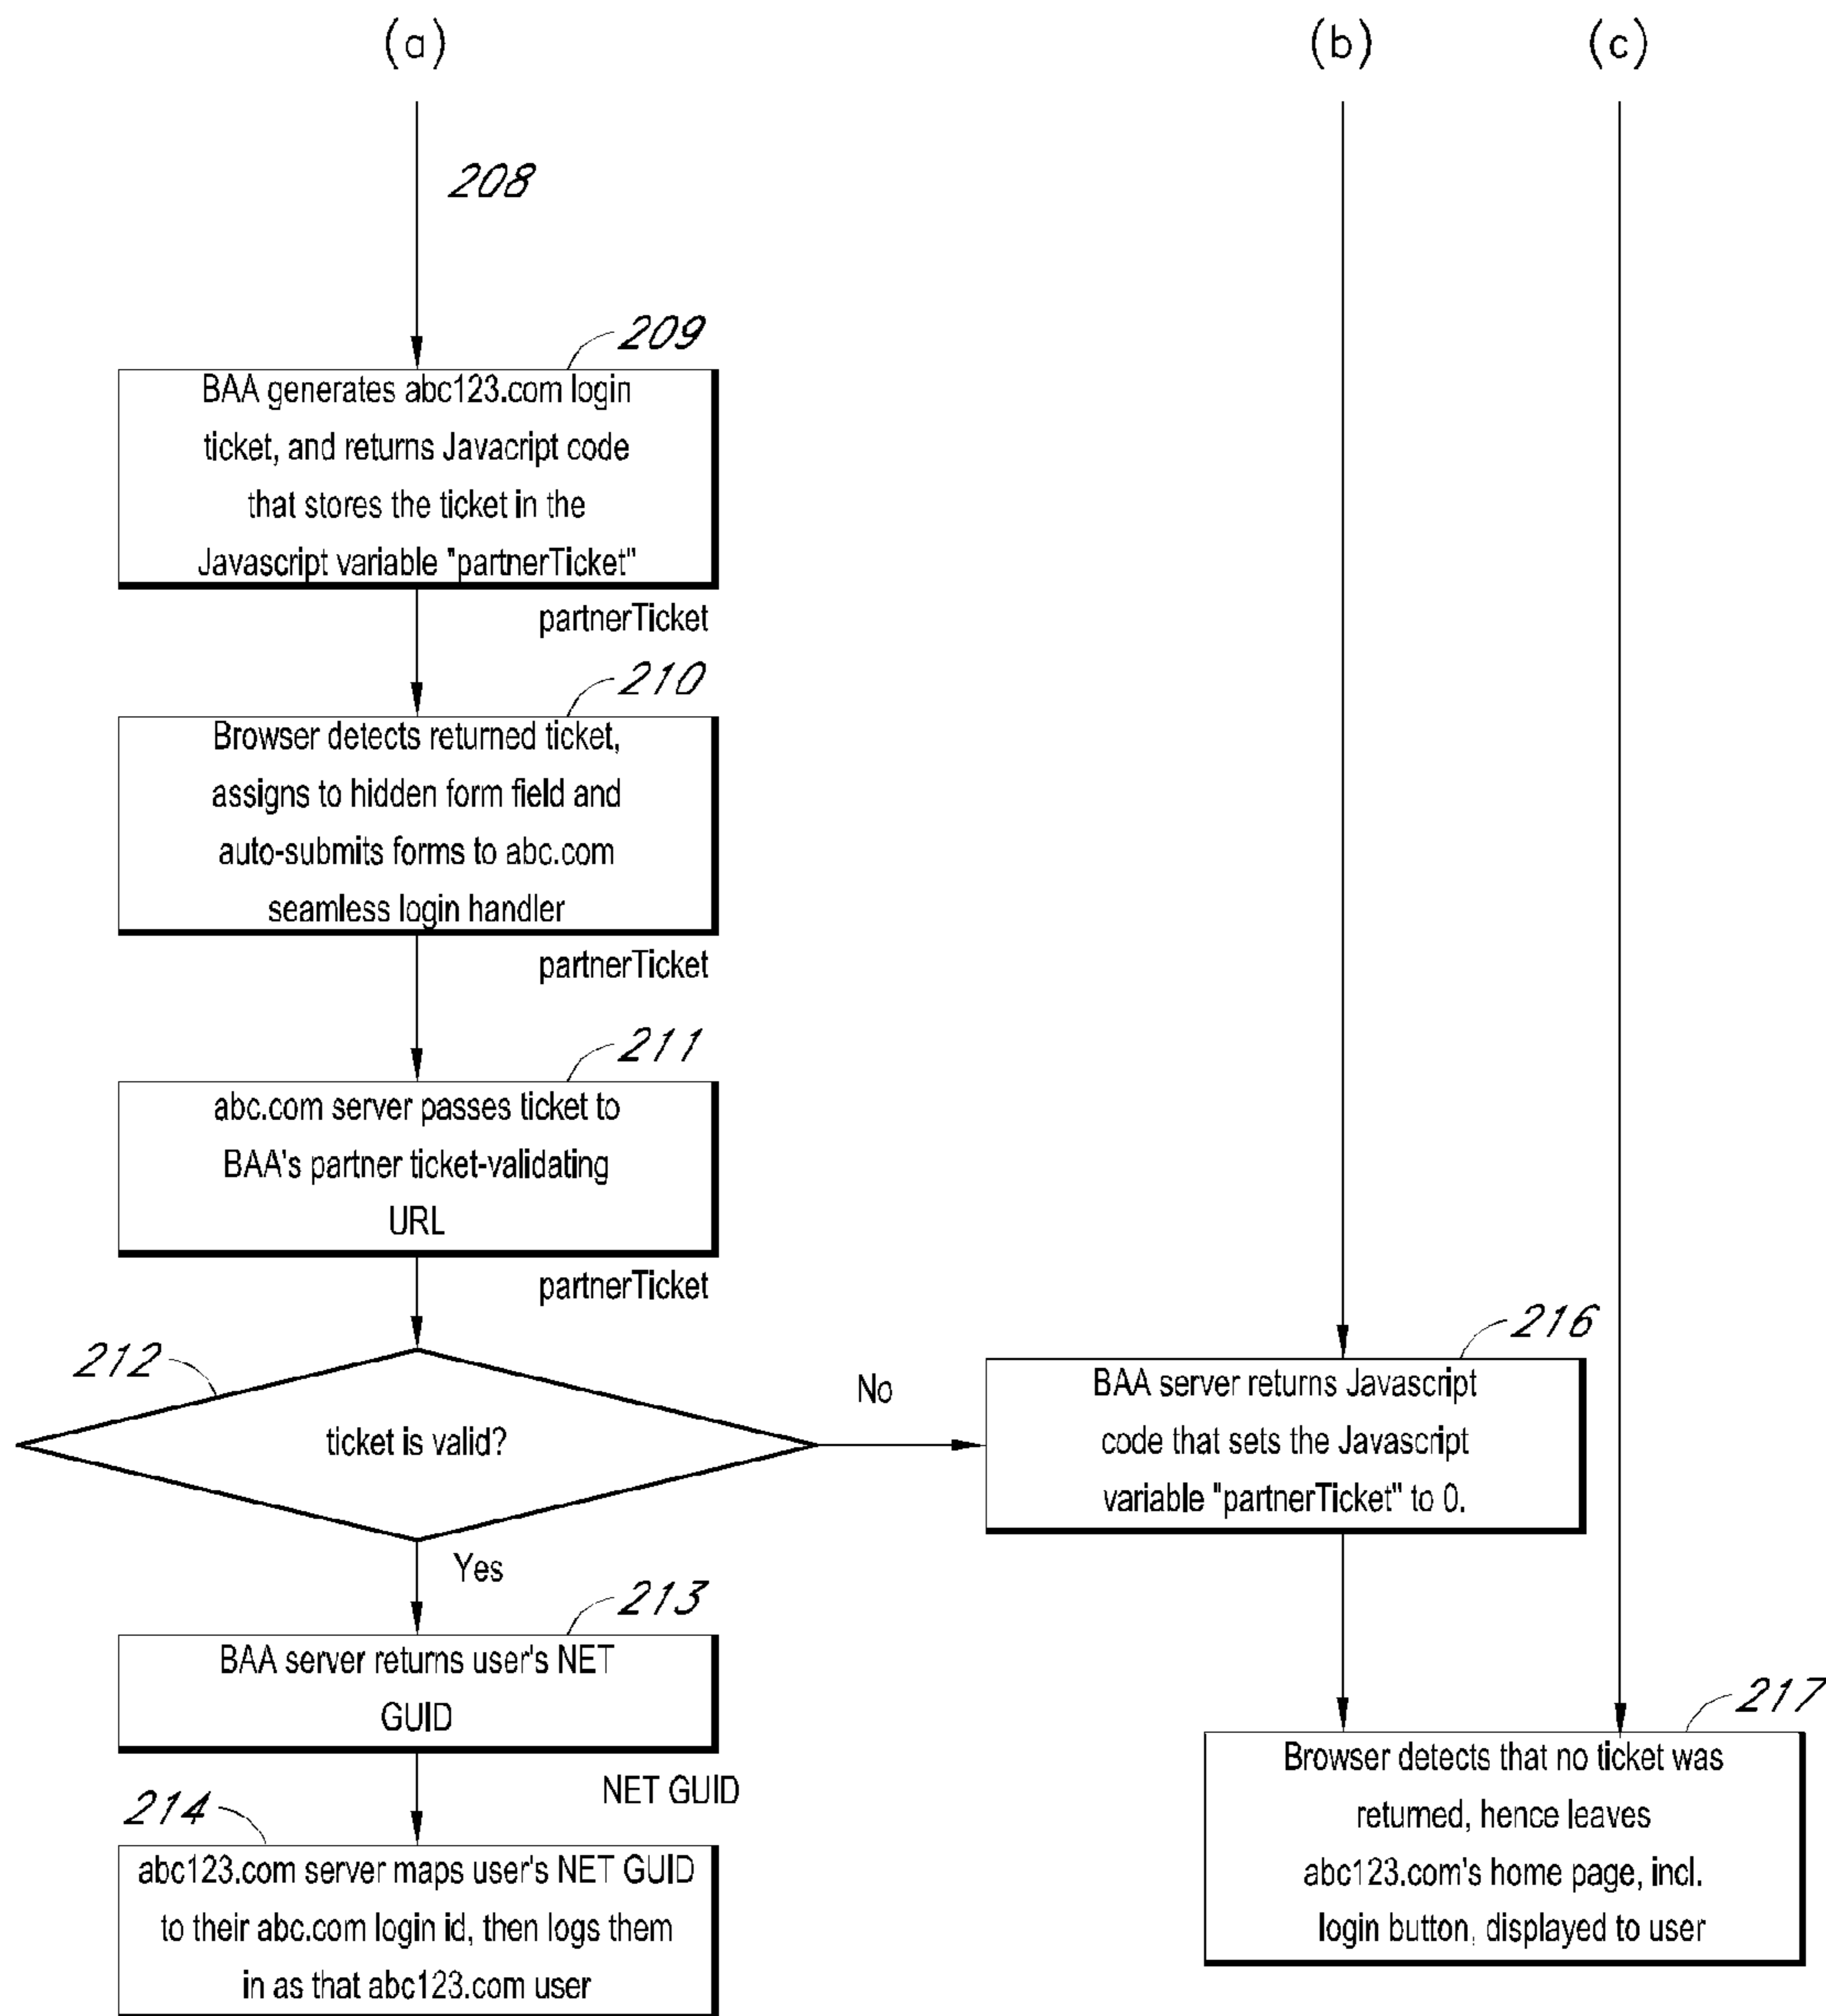 (a)
(b)
(c)
208
209
BAA generates abc123.com login
ticket, and returns Javacript code
that stores the ticket in the
Javascript variable "partnerTicket"
partnerTicket
210
Browser detects returned ticket,
assigns to hidden form field and
auto-submits forms to abc.com
seamless login handler
partnerTicket
211
abc.com server passes ticket to
BAA's partner ticket-validating
URL
partnerTicket
212
ticket is valid?
No
Yes
216
BAA server returns Javascript
code that sets the Javascript
variable "partnerTicket" to 0.
213
BAA server returns user's NET
GUID
NET GUID
214
abc123.com server maps user's NET GUID
to their abc.com login id, then logs them
in as that abc123.com user
217
Browser detects that no ticket was
returned, hence leaves
abc123.com's home page, incl.
login button, displayed to user